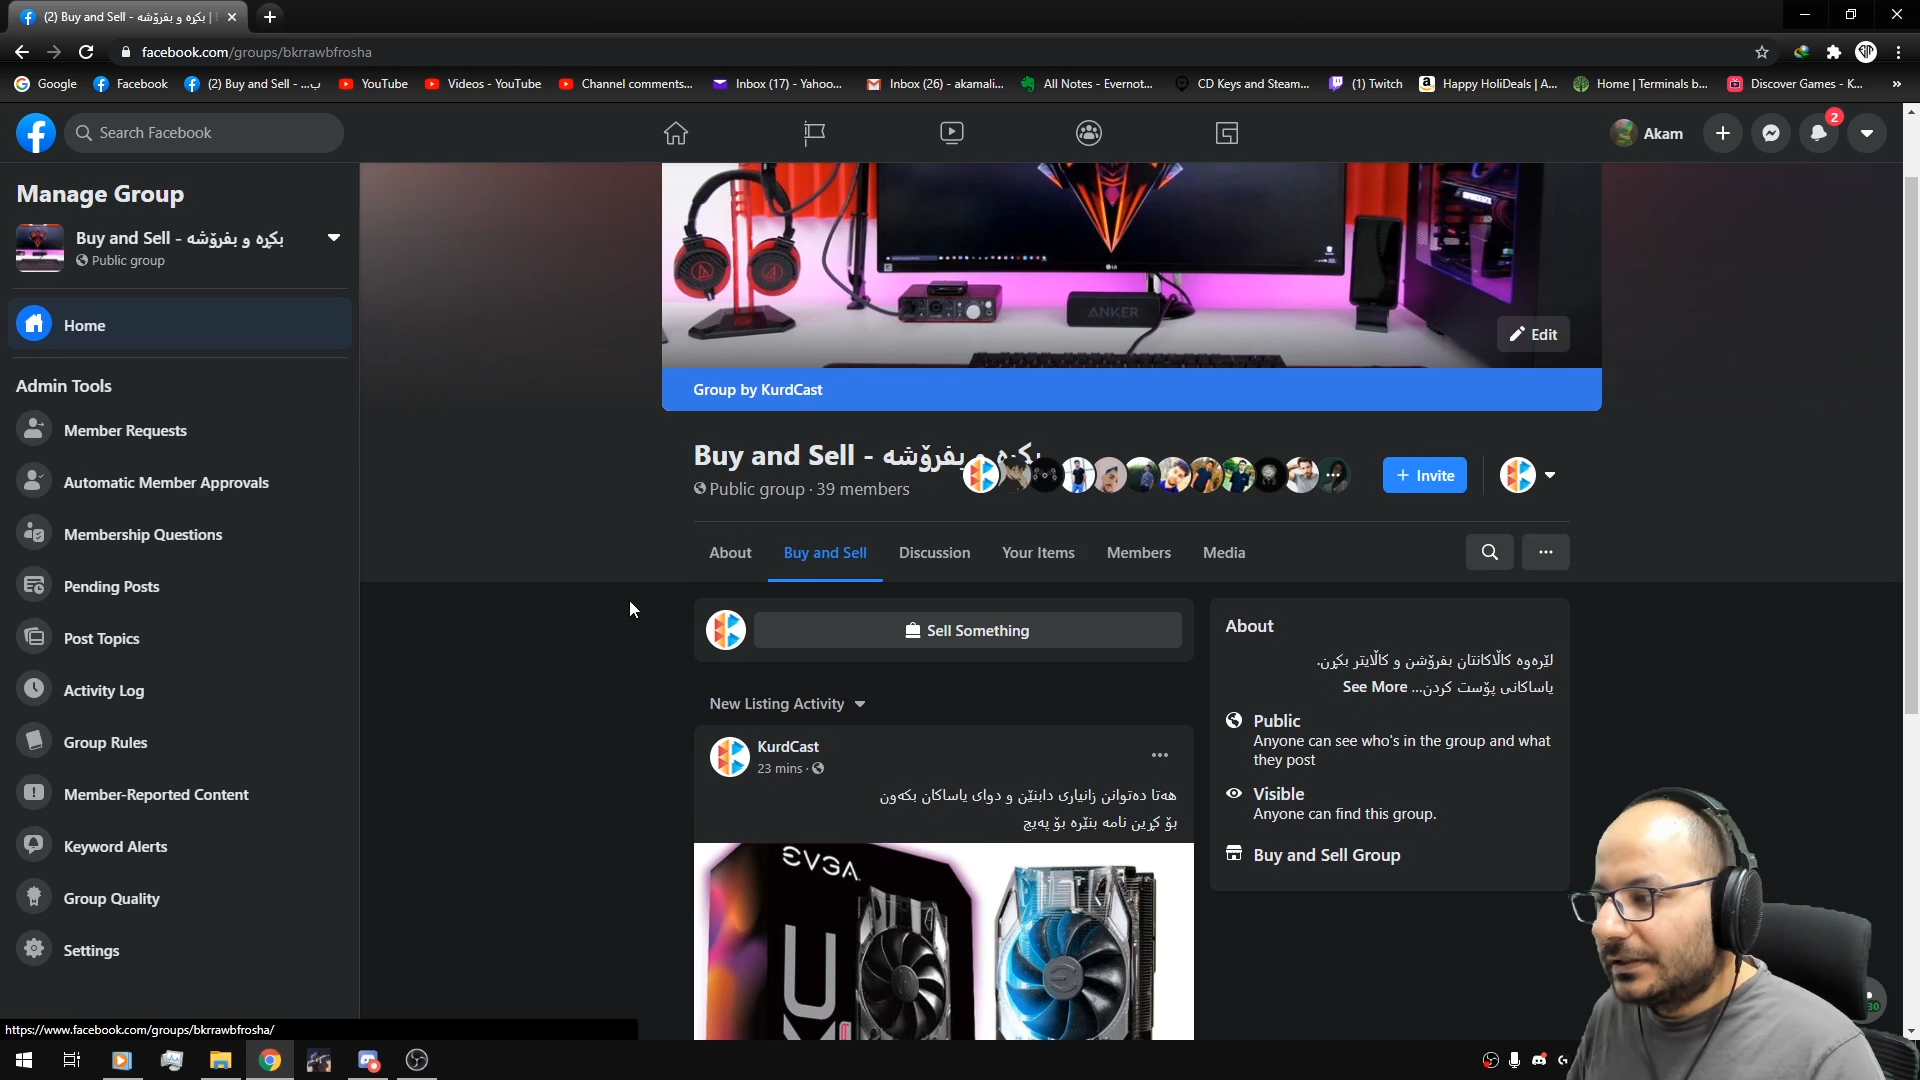 (2) Buy and Sell - بکڕە و بفرۆشە |
facebook.com/groups/bkrrawbfrosha
Google
Facebook
(2) Buy and Sell - ...ب
YouTube
Videos - YouTube
Channel comments...
Inbox (17) - Yahoo...
Inbox (26) - akamali...
All Notes - Evernot...
CD Keys and Steam...
(1) Twitch
Happy HoliDeals | A...
Home | Terminals b...
Discover Games - K...
»
Search Facebook
Akam
2
Manage Group
Buy and Sell - بکڕە و بفرۆشە
Public group
Home
Admin Tools
Member Requests
Automatic Member Approvals
Membership Questions
Pending Posts
Post Topics
Activity Log
Group Rules
Member-Reported Content
Keyword Alerts
Group Quality
Settings
https://www.facebook.com/groups/bkrrawbfrosha/
LG
ANKER
Edit
Group by KurdCast
Buy and Sell - بکڕە و بفرۆشە
Public group · 39 members
+ Invite
About
Buy and Sell
Discussion
Your Items
Members
Media
Sell Something
New Listing Activity
KurdCast
23 mins ·
هەتا دەتوانن زانیاری دابنێن و دوای یاساکان بکەون
بۆ کڕین نامە بنێرە بۆ پەیج
EVGA
About
لێرەوە کاڵاکانتان بفرۆشن و کاڵایتر بکڕن.
یاساکانی پۆست کردن... See More
Public
Anyone can see who's in the group and what
they post
Visible
Anyone can find this group.
Buy and Sell Group